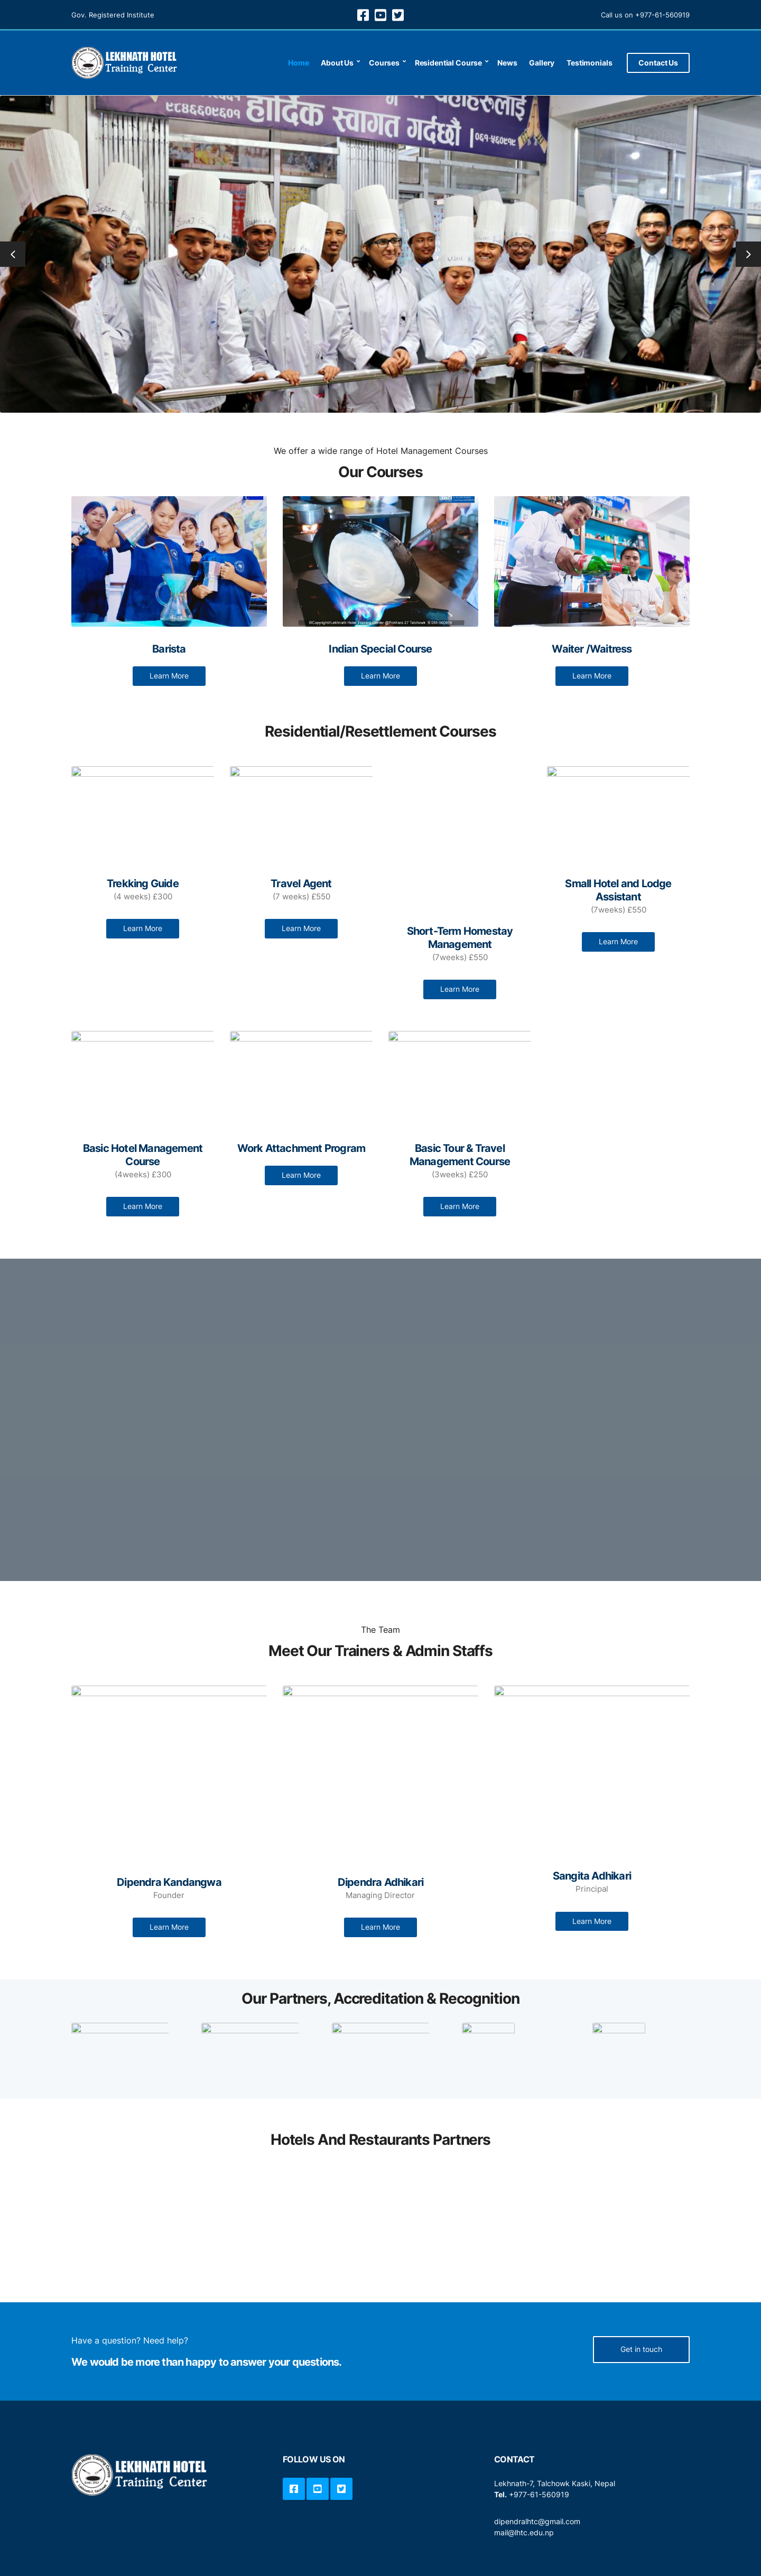 Gov. Registered Institute
Call us on +977-61-560919
LEKHNATH HOTEL
Training Center
Home
About Us
Courses
Residential Course
News
Gallery
Testimonials
Contact Us
हार्दिक स्वागत गर्दछौं।
We offer a wide range of Hotel Management Courses
Our Courses
Barista
Indian Special Course
Waiter /Waitress
Learn More
Learn More
Learn More
Residential/Resettlement Courses
Trekking Guide
(4 weeks) £300
Learn More
Travel Agent
(7 weeks) £550
Learn More
Short-Term Homestay
Management
(7weeks) £550
Learn More
Small Hotel and Lodge
Assistant
(7weeks) £550
Learn More
Basic Hotel Management
Course
(4weeks) £300
Learn More
Work Attachment Program
Learn More
Basic Tour & Travel
Management Course
(3weeks) £250
Learn More
The Team
Meet Our Trainers & Admin Staffs
Dipendra Kandangwa
Founder
Learn More
Dipendra Adhikari
Managing Director
Learn More
Sangita Adhikari
Principal
Learn More
Our Partners, Accreditation & Recognition
Hotels And Restaurants Partners
Have a question? Need help?
We would be more than happy to answer your questions.
Get in touch
LEKHNATH HOTEL
Training Center
FOLLOW US ON
CONTACT
Lekhnath-7, Talchowk Kaski, Nepal
Tel. +977-61-560919
dipendralhtc@gmail.com
mail@lhtc.edu.np